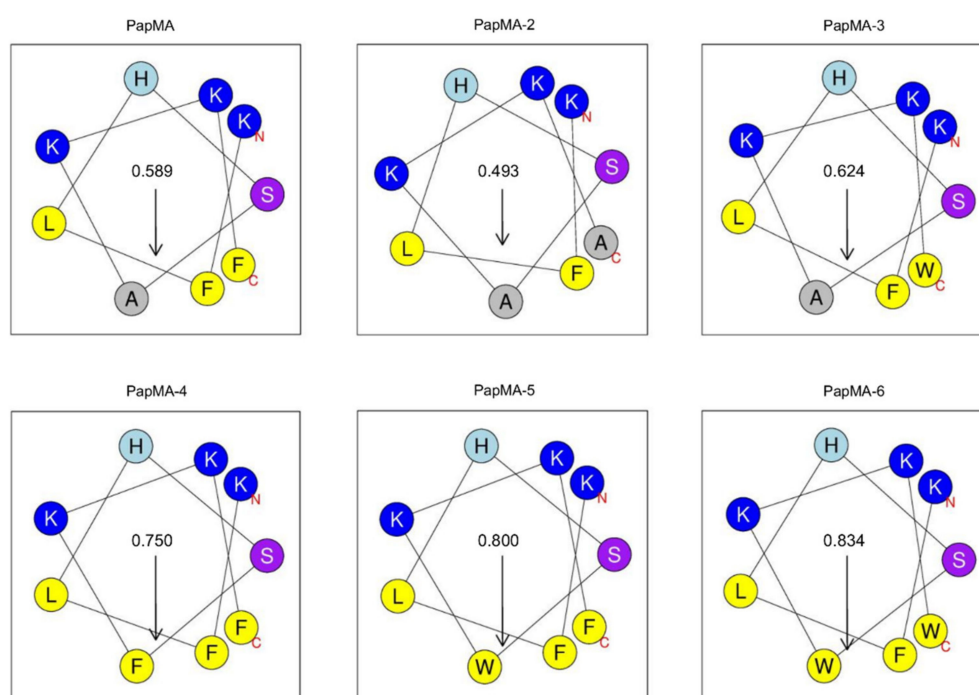 PapMA PapMA-2 PapMA-3
H K K N K S L A F F C 0.589
H K K N K S L A F A C 0.493
H K K N K S L A F W C 0.624
PapMA-4 PapMA-5 PapMA-6
H K K N K S L F F F C 0.750
H K K N K S L W F F C 0.800
H K K N K S L W F W C 0.834